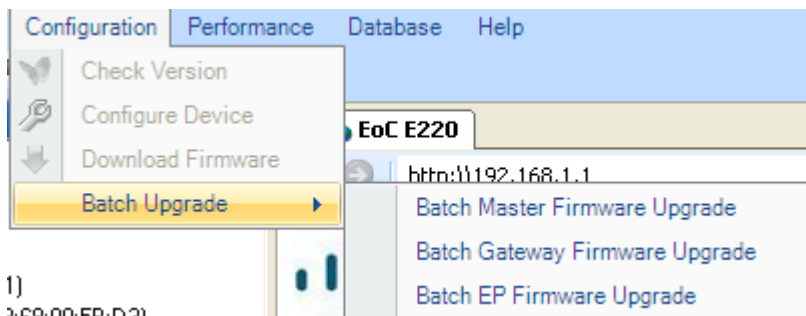 Configuration Performance Database Help
Check Version
Configure Device
EoC E220
Download Firmware
http:\\192.168.1.1
Batch Upgrade
Batch Master Firmware Upgrade
Batch Gateway Firmware Upgrade
Batch EP Firmware Upgrade
1)